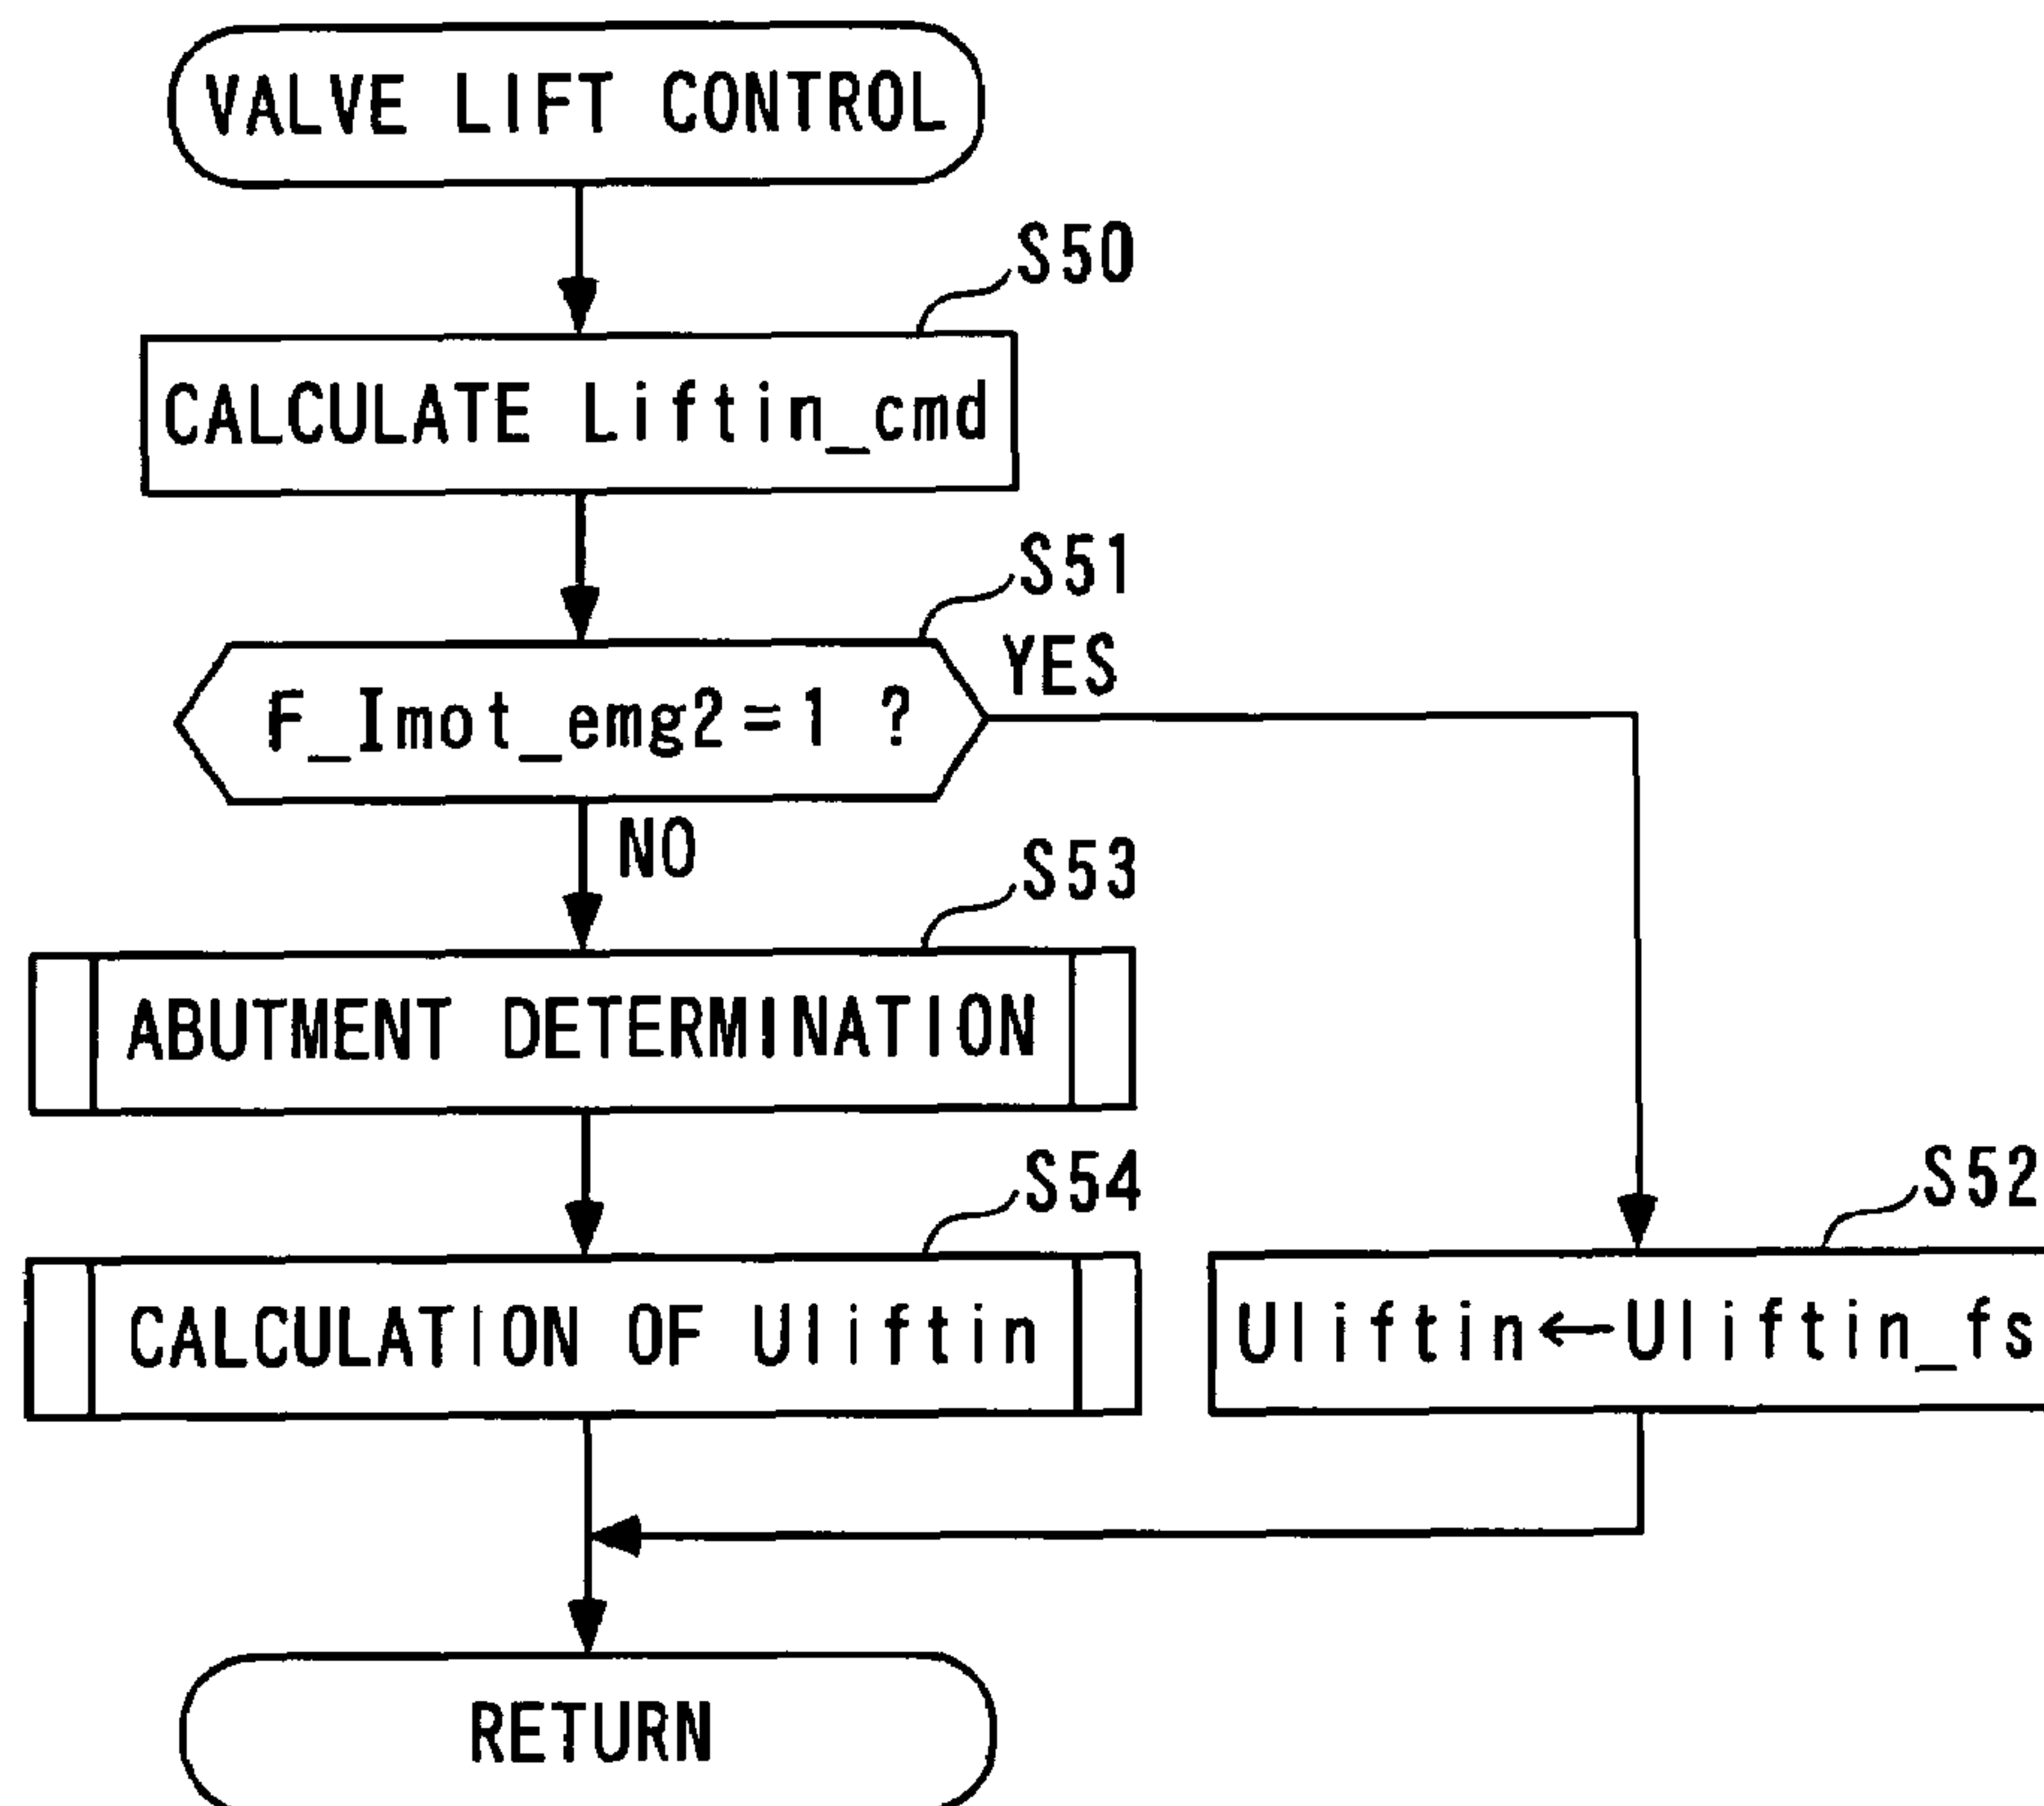 VALVE LIFT CONTROL
S50
CALCULATE Liftin_cmd
S51
YES
F_Imot_emg2=1 ?
NO
S53
ABUTMENT DETERMINATION
S54
S52
CALCULATION OF Uliftin
Uliftin←Uliftin_fs
RETURN